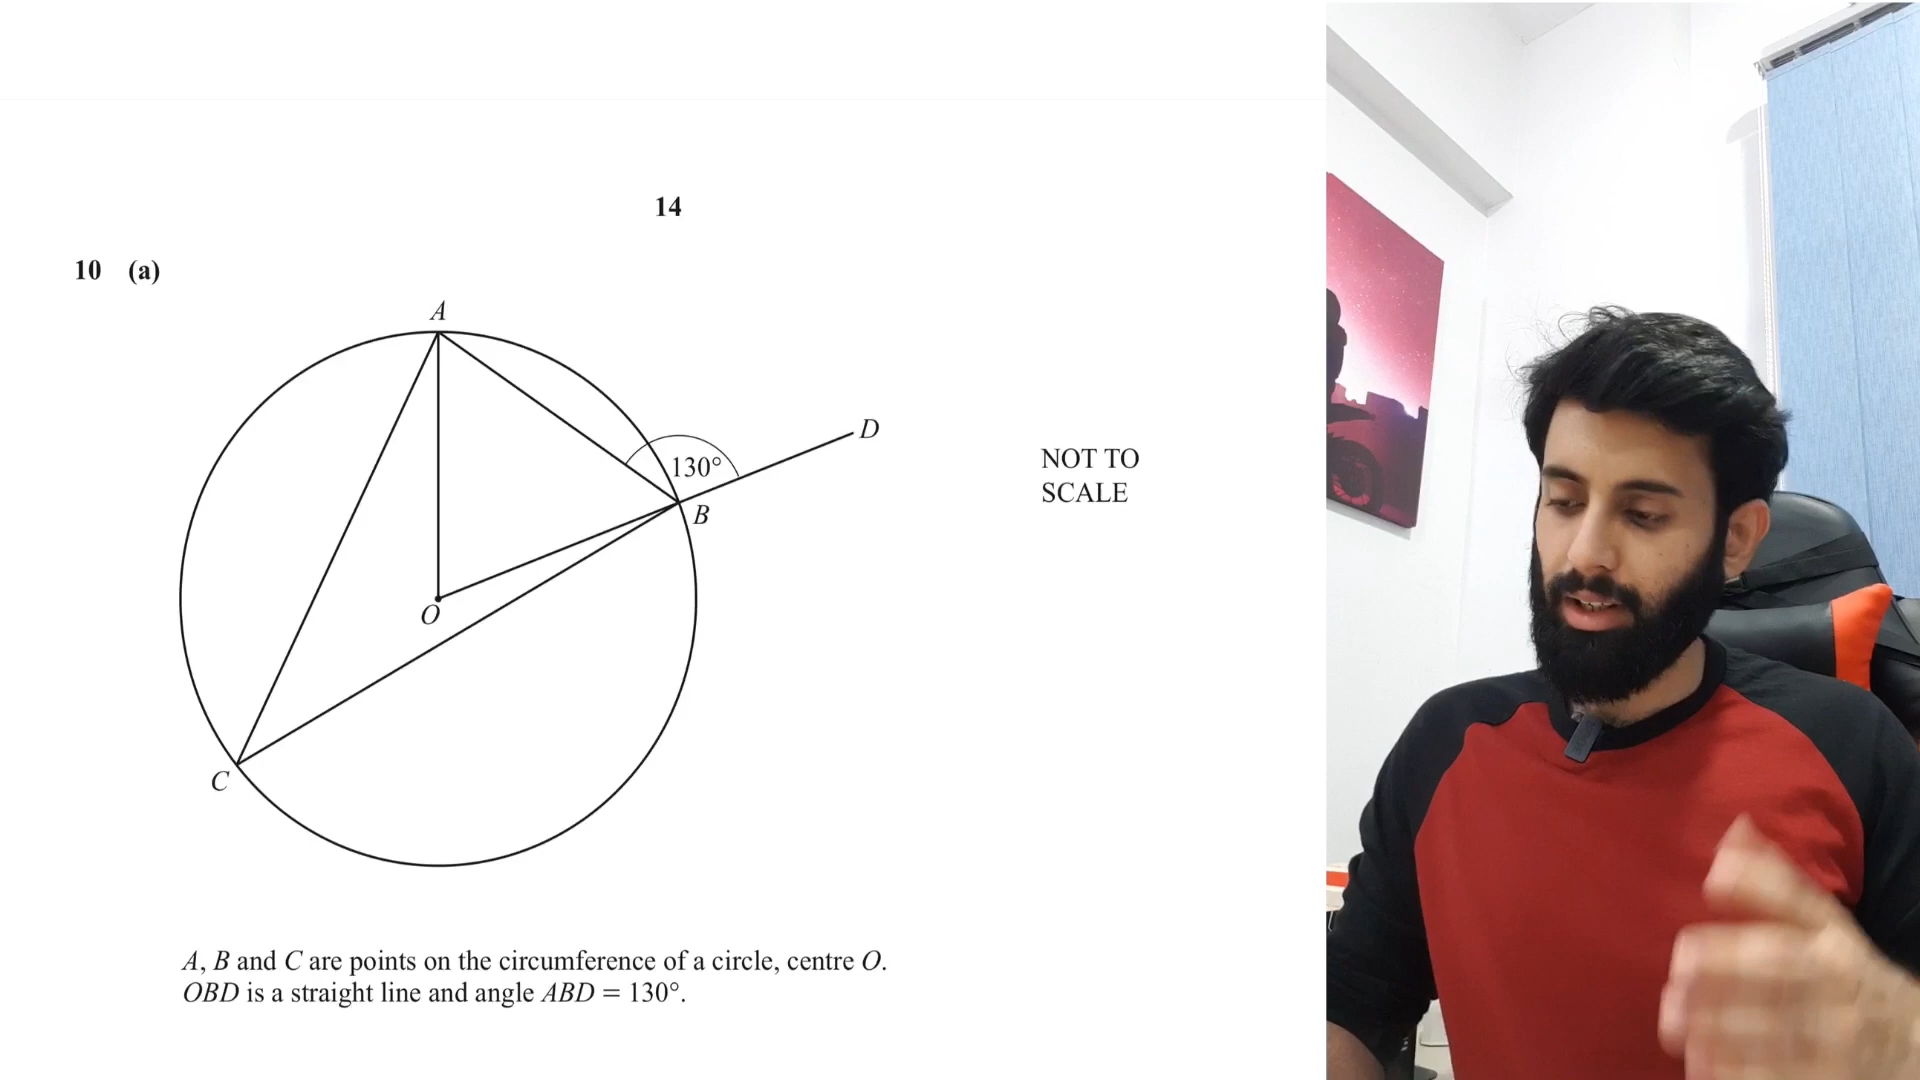 14
10 (a)
A
D
130°
B
NOT TO
SCALE
O
C
A, B and C are points on the circumference of a circle, centre O.
OBD is a straight line and angle ABD = 130°.